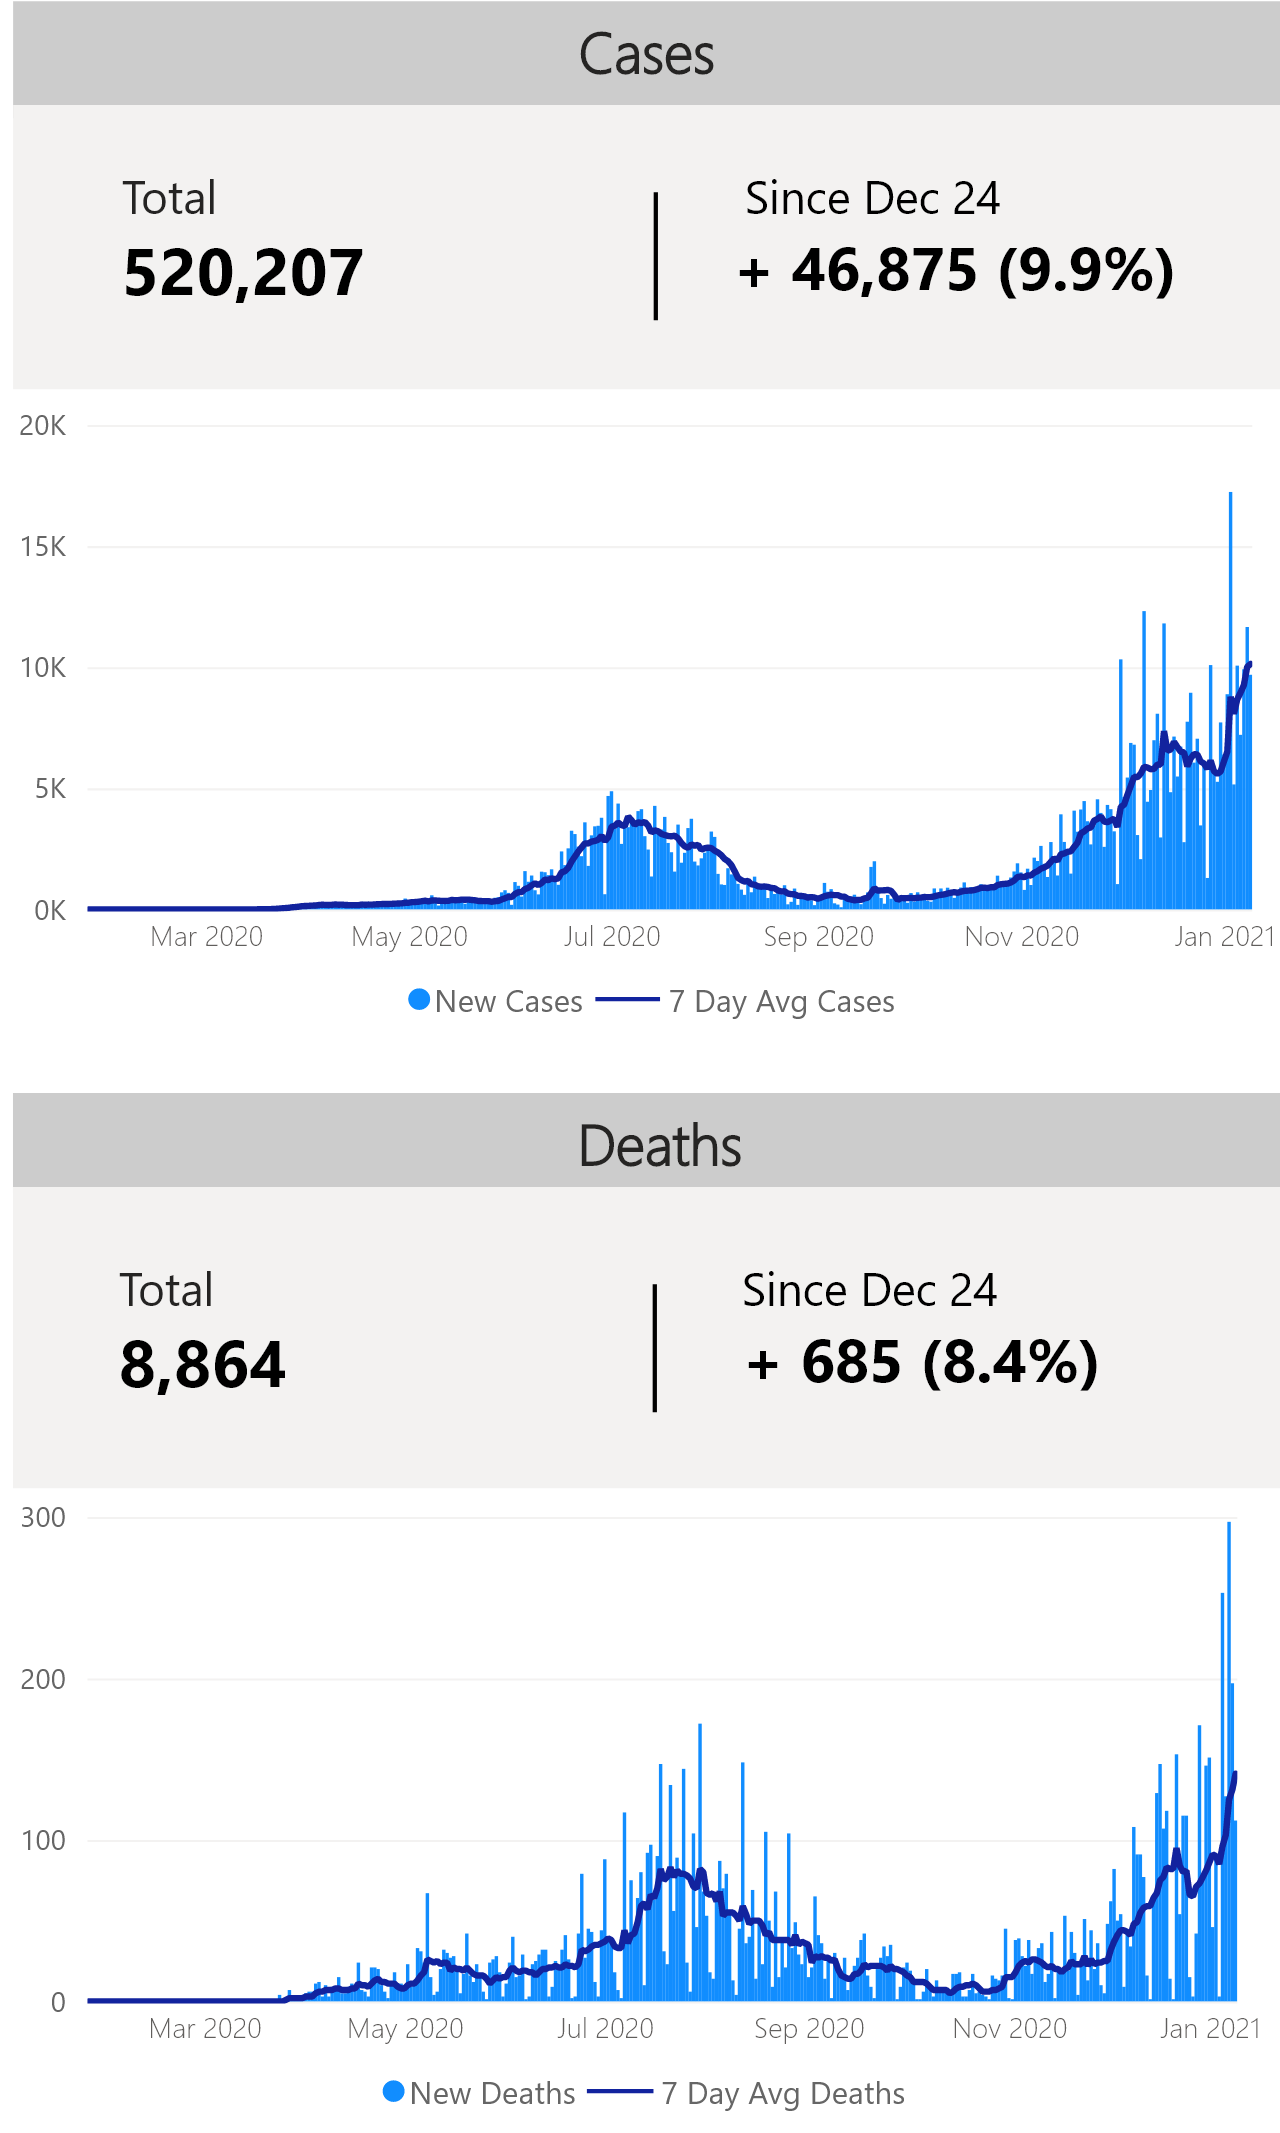 Cases
Total
Since Dec 24
520,207
+ 46,875 (9.9%)
20K
15K
10K
5K
0K
Mar 2020 May 2020 Jul 2020 Sep 2020 Nov 2020 Jan 2021
New Cases 7 Day Avg Cases
Deaths
Total
Since Dec 24
8,864
+ 685 (8.4%)
300
200
100
0
Mar 2020 May 2020 Jul 2020 Sep 2020 Nov 2020 Jan 2021
New Deaths 7 Day Avg Deaths